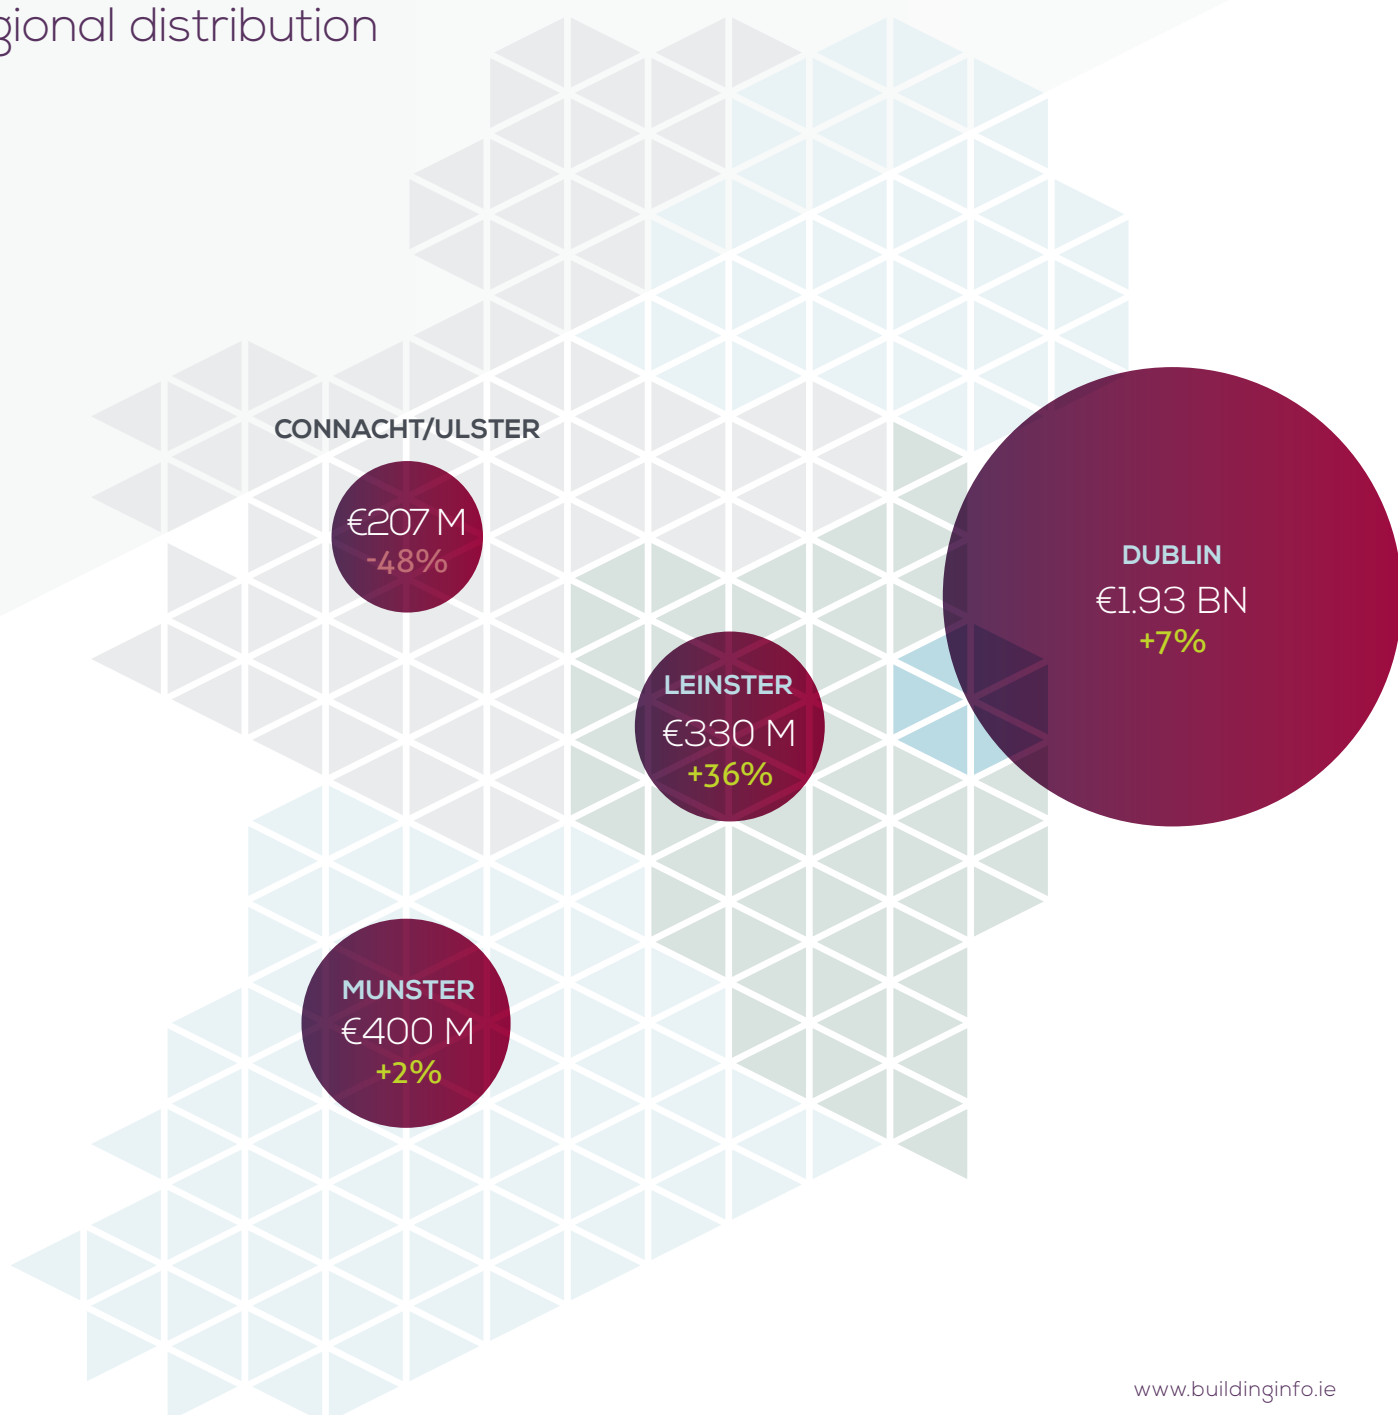 gional distribution
CONNACHT/ULSTER
€207 M
-48%
DUBLIN
€1.93 BN
+7%
LEINSTER
€330 M
+36%
MUNSTER
€400 M
+2%
www.buildinginfo.ie